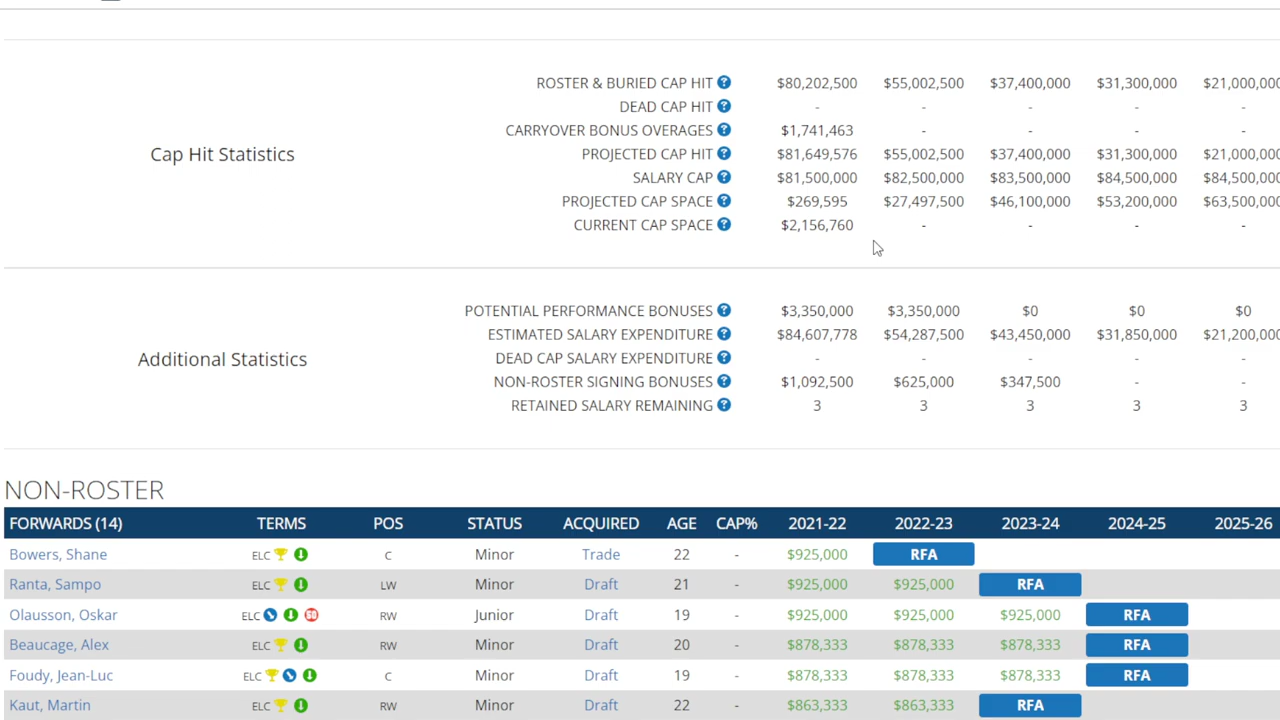 ROSTER & BURIED CAP HIT ? $80,202,500 $55,002,500 $37,400,000 $31,300,000 $21,000,000
DEAD CAP HIT ? - - - - -
CARRYOVER BONUS OVERAGES ? $1,741,463 - - - -
Cap Hit Statistics PROJECTED CAP HIT ? $81,649,576 $55,002,500 $37,400,000 $31,300,000 $21,000,000
SALARY CAP ? $81,500,000 $82,500,000 $83,500,000 $84,500,000 $84,500,000
PROJECTED CAP SPACE ? $269,595 $27,497,500 $46,100,000 $53,200,000 $63,500,000
CURRENT CAP SPACE ? $2,156,760 - - - -
POTENTIAL PERFORMANCE BONUSES ? $3,350,000 $3,350,000 $0 $0 $0
ESTIMATED SALARY EXPENDITURE ? $84,607,778 $54,287,500 $43,450,000 $31,850,000 $21,200,000
Additional Statistics DEAD CAP SALARY EXPENDITURE ? - - - - -
NON-ROSTER SIGNING BONUSES ? $1,092,500 $625,000 $347,500 - -
RETAINED SALARY REMAINING ? 3 3 3 3 3
NON-ROSTER
FORWARDS (14) TERMS POS STATUS ACQUIRED AGE CAP% 2021-22 2022-23 2023-24 2024-25 2025-26
Bowers, Shane ELC C Minor Trade 22 - $925,000 RFA
Ranta, Sampo ELC LW Minor Draft 21 - $925,000 $925,000 RFA
Olausson, Oskar ELC RW Junior Draft 19 - $925,000 $925,000 $925,000 RFA
Beaucage, Alex ELC RW Minor Draft 20 - $878,333 $878,333 $878,333 RFA
Foudy, Jean-Luc ELC C Minor Draft 19 - $878,333 $878,333 $878,333 RFA
Kaut, Martin ELC RW Minor Draft 22 - $863,333 $863,333 RFA